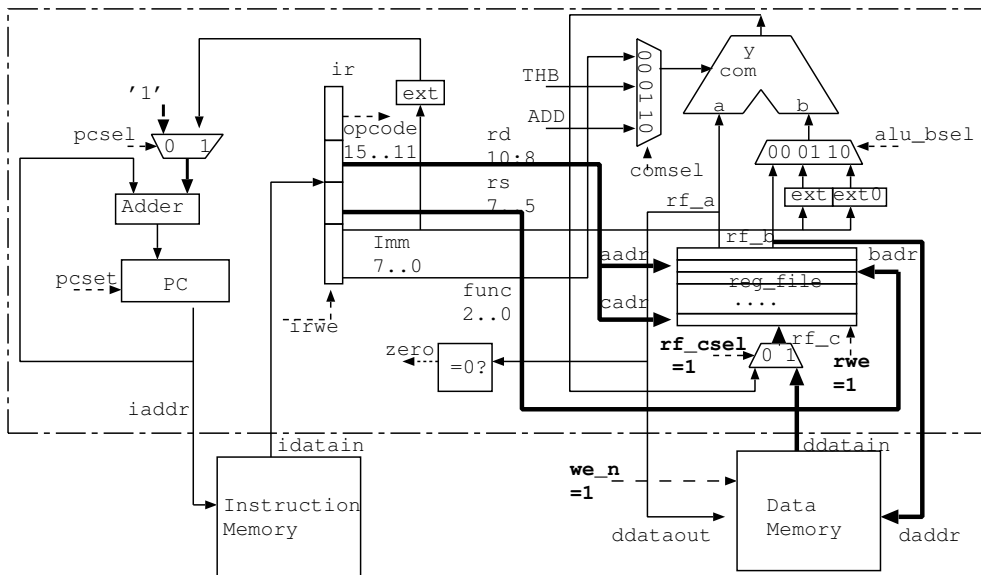 y
com
a
b
ir
ext
THB
ADD
00 01 10
comsel
'1'
pcsel
0 1
opcode
15..11
rd
10:8
rs
7..5
Imm
7..0
func
2..0
00 01 10
alu_bsel
ext
ext0
rf_a
rf_b
Adder
pcset
PC
irwe
aadr
badr
cadr
reg_file
....
rf_c
rf_csel
=1
0 1
rwe
=1
zero
=0?
iaddr
idatain
ddatain
we_n
=1
Instruction
Memory
Data
Memory
ddataout
daddr